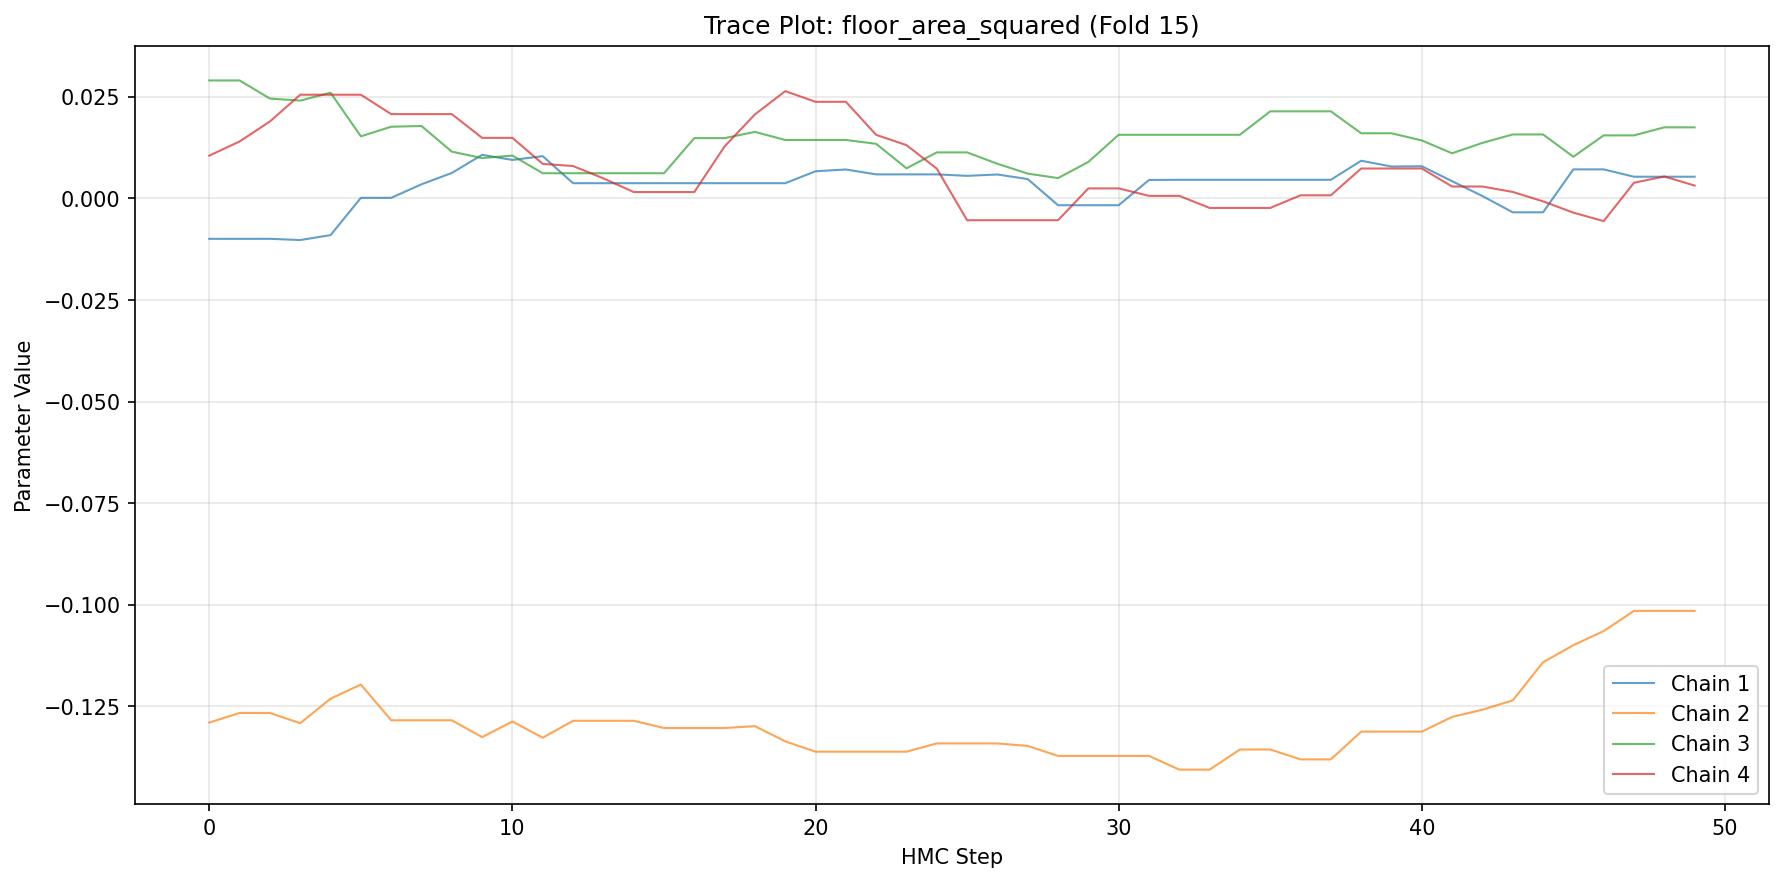 Trace Plot: floor_area_squared (Fold 15)
0.025
0.000
−0.025
−0.050
−0.075
−0.100
−0.125
Parameter Value
0 10 20 30 40 50
HMC Step
Chain 1
Chain 2
Chain 3
Chain 4